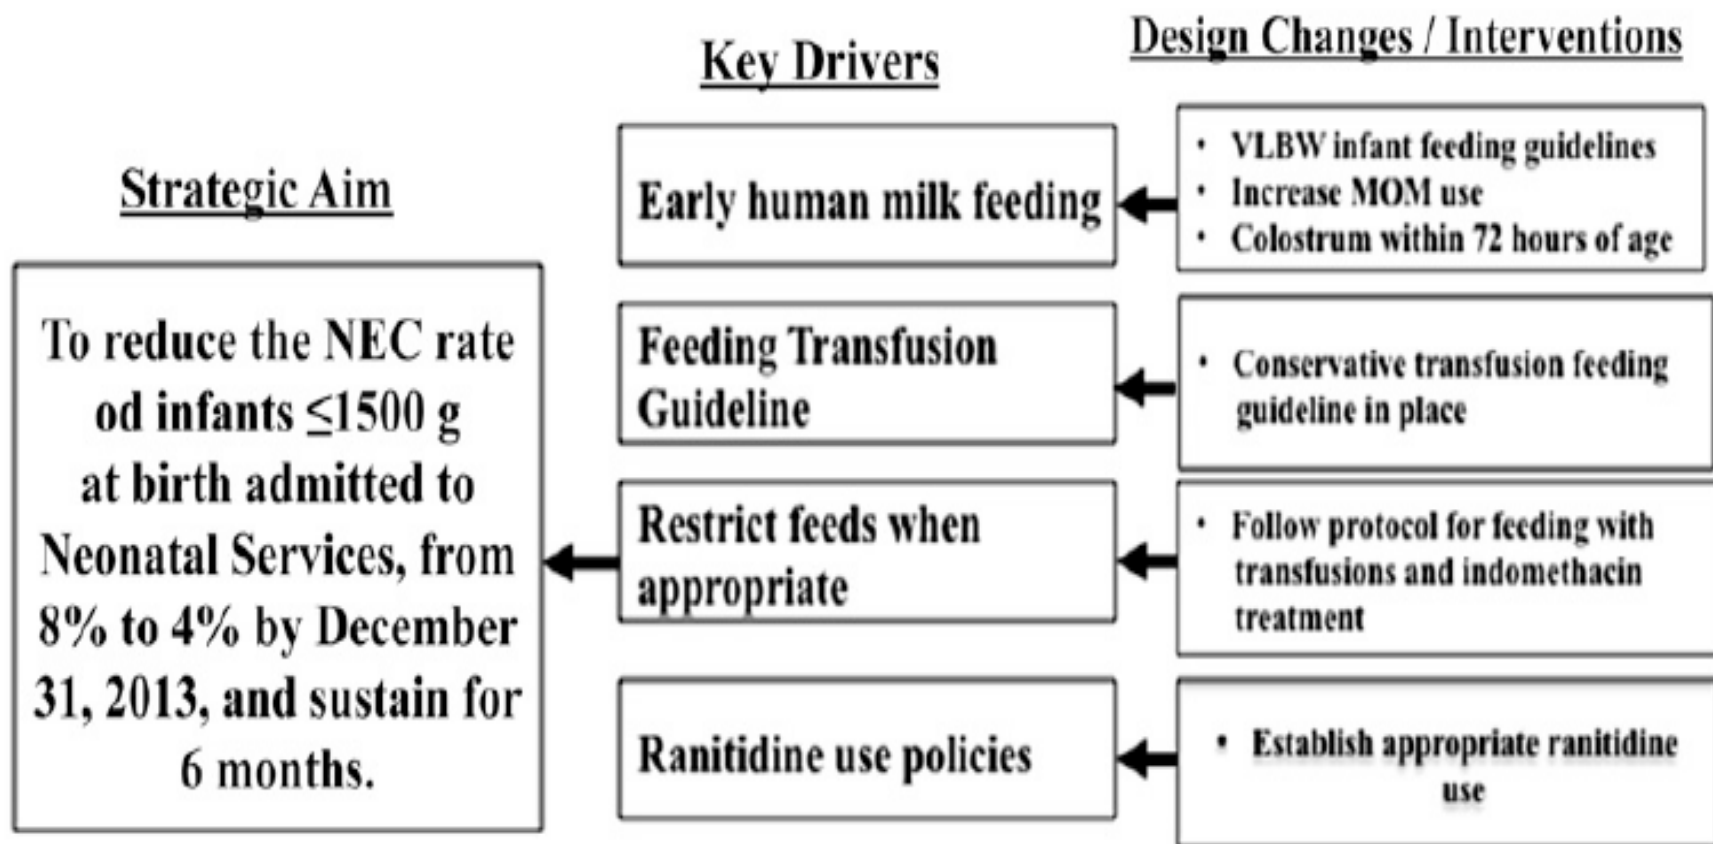 Strategic Aim
To reduce the NEC rate
od infants ≤1500 g
at birth admitted to
Neonatal Services, from
8% to 4% by December
31, 2013, and sustain for
6 months.
Key Drivers
Early human milk feeding
Feeding Transfusion
Guideline
Restrict feeds when
appropriate
Ranitidine use policies
Design Changes / Interventions
• VLBW infant feeding guidelines
• Increase MOM use
• Colostrum within 72 hours of age
• Conservative transfusion feeding
guideline in place
• Follow protocol for feeding with
transfusions and indomethacin
treatment
• Establish appropriate ranitidine
use